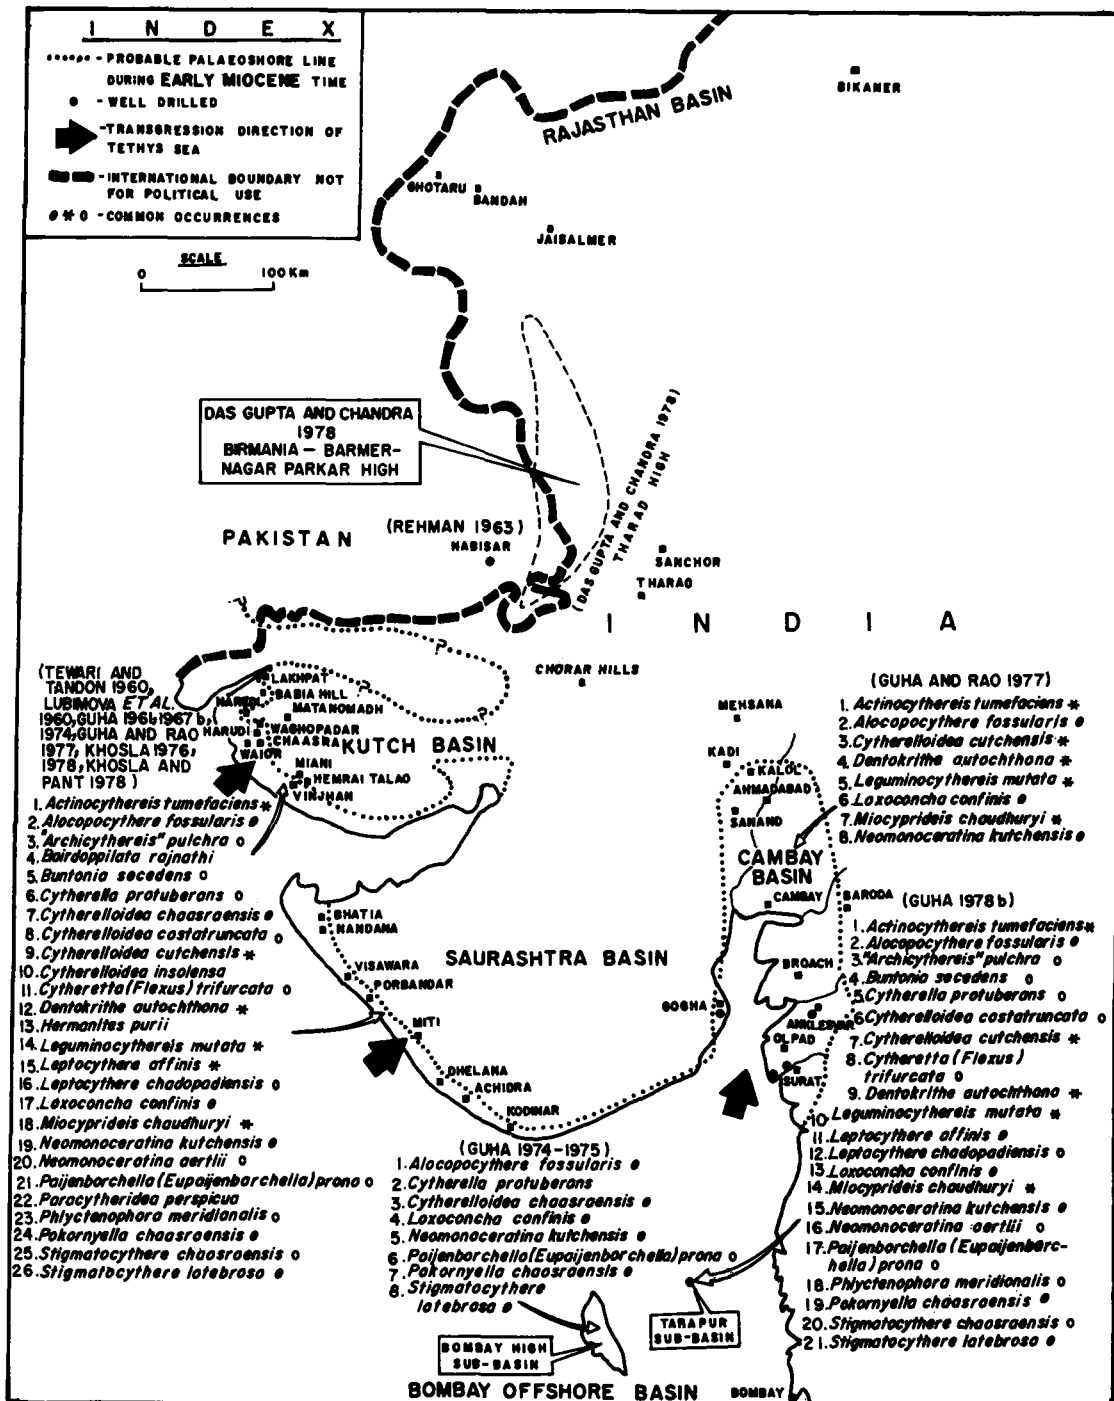 I N D E X
- PROBABLE PALAEOSHORE LINE
DURING EARLY MIOCENE TIME
- WELL DRILLED
-TRANSGRESSION DIRECTION OF
TETHYS SEA
- INTERNATIONAL BOUNDARY NOT
FOR POLITICAL USE
- COMMON OCCURRENCES
SCALE
0 100 Km
BIKANER
RAJASTHAN BASIN
GHOTARU
BANDAH
JAISALMER
DAS GUPTA AND CHANDRA
1978
BIRMANIA – BARMER-
NAGAR PARKAR HIGH
(DAS GUPTA AND CHANDRA 1978)
THARAD HIGH
PAKISTAN
(REHMAN 1963)
NABISAR
SANCHOR
THARAD
I N D I A
CHORAR HILLS
(TEWARI AND
TANDON 1960,
LUBIMOVA ET AL.
1960, GUHA 1961, 1967 b,
1974, GUHA AND RAO
1977, KHOSLA 1976,
1978, KHOSLA AND
PANT 1978)
LAKHPAT
BABIA HILL
NAREDI
MATANOMADH
WAGHOPADAR
HARUDI
CHAASRA
WAIOR
KUTCH BASIN
MIANI
HEMRAI TALAO
VINJHAN
1. Actinocythereis tumefaciens *
2. Alocopocythere fossularis ●
3. "Archicythereis" pulchra o
4. Bairdoppilata rajnathi
5. Buntonia secedens o
6. Cytherella protuberans o
7. Cytherelloidea chaasraensis ●
8. Cytherelloidea costatruncata o
9. Cytherelloidea cutchensis *
10. Cytherelloidea insolensa
11. Cytheretta (Flexus) trifurcata o
12. Dentokrithe autochthona *
13. Hermanites purii
14. Leguminocythereis mutata *
15. Leptocythere affinis *
16. Leptocythere chadopadiensis o
17. Loxoconcha confinis ●
18. Miocyprideis chaudhuryi *
19. Neomonoceratina kutchensis ●
20. Neomonoceratina aertlii o
21. Paijenborchella (Eupaijenborchella) prona o
22. Paracytheridea perspicua
23. Phlyctenophora meridianalis o
24. Pokornyella chaasraensis ●
25. Stigmatocythere chaasraensis o
26. Stigmatocythere latebrosa ●
(GUHA AND RAO 1977)
1. Actinocythereis tumefaciens *
2. Alocopocythere fossularis ●
3. Cytherelloidea cutchensis *
4. Dentokrithe autochthona *
5. Leguminocythereis mutata *
6. Loxoconcha confinis ●
7. Miocyprideis chaudhuryi *
8. Neomonoceratina kutchensis ●
MEHSANA
KADI
KALOL
AHMADABAD
SANAND
CAMBAY
BASIN
CAMBAY
BARODA
BROACH
ANKLESVAR
OLPAD
SURAT
(GUHA 1978 b)
1. Actinocythereis tumefaciens *
2. Alocopocythere fossularis ●
3. "Archicythereis" pulchra o
4. Buntonia secedens o
5. Cytherella protuberans o
6. Cytherelloidea costatruncata o
7. Cytherelloidea cutchensis *
8. Cytheretta (Flexus)
trifurcata o
9. Dentokrithe autochthona *
10. Leguminocythereis mutata *
11. Leptocythere affinis ●
12. Leptacythere chadopadiensis o
13. Loxoconcha confinis ●
14. Miocyprideis chaudhuryi *
15. Neomonoceratina kutchensis ●
16. Neomonoceratina aertlii o
17. Paijenborchella (Eupaijenbor-
chella) prona o
18. Phlyctenophora meridionalis o
19. Pokornyella chaasraensis ●
20. Stigmatocythere chaasraensis o
21. Stigmatocythere latebrosa ●
SAURASHTRA BASIN
BHATIA
NANDANA
VISAWARA
PORBANDAR
MITI
DHELANA
ACHIDRA
KODINAR
GOGHA
(GUHA 1974-1975)
1. Alocopocythere fossularis ●
2. Cytherella protuberans
3. Cytherelloidea chaasraensis ●
4. Loxoconcha confinis ●
5. Neomonoceratina kutchensis ●
6. Paijenborchella (Eupaijenborchella) prona o
7. Pokornyella chaasraensis ●
8. Stigmatocythere
latebrosa ●
TARAPUR
SUB-BASIN
BOMBAY HIGH
SUB-BASIN
BOMBAY OFFSHORE BASIN
BOMBAY